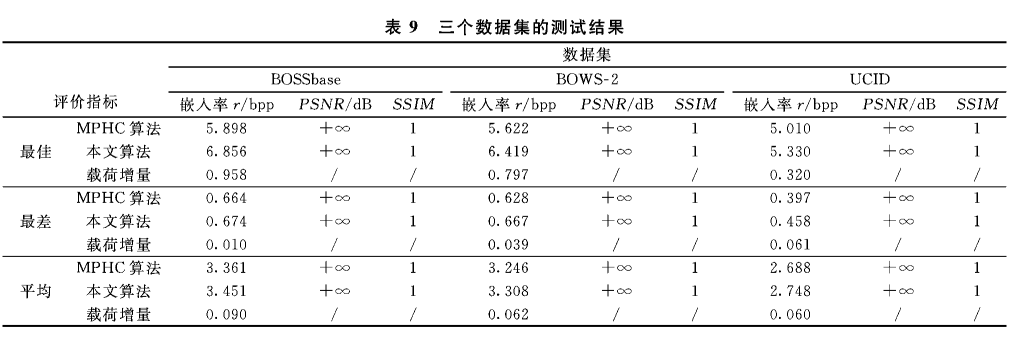 表 9 三个数据集的测试结果
数据集
BOSSbase BOWS-2 UCID
评价指标 嵌入率 r/bpp PSNR/dB SSIM 嵌入率 r/bpp PSNR/dB SSIM 嵌入率 r/bpp PSNR/dB SSIM
MPHC 算法 5.898 +∞ 1 5.622 +∞ 1 5.010 +∞ 1
最佳 本文算法 6.856 +∞ 1 6.419 +∞ 1 5.330 +∞ 1
载荷增量 0.958 / / 0.797 / / 0.320 / /
MPHC 算法 0.664 +∞ 1 0.628 +∞ 1 0.397 +∞ 1
最差 本文算法 0.674 +∞ 1 0.667 +∞ 1 0.458 +∞ 1
载荷增量 0.010 / / 0.039 / / 0.061 / /
MPHC 算法 3.361 +∞ 1 3.246 +∞ 1 2.688 +∞ 1
平均 本文算法 3.451 +∞ 1 3.308 +∞ 1 2.748 +∞ 1
载荷增量 0.090 / / 0.062 / / 0.060 / /